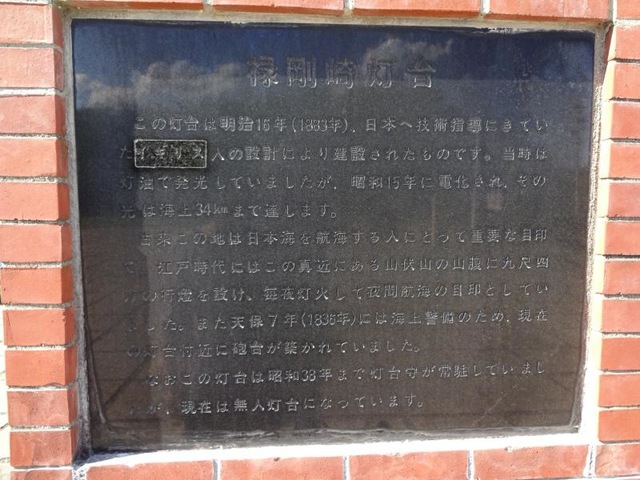 禄剛崎灯台
この灯台は明治16年(1883年)、日本へ技術指導にきてい
たイギリス人の設計により建設されたものです。当時は
灯油で発光していましたが、昭和15年に電化され、その
光は海上34kmまで達します。
古来この地は日本海を航海する人にとって重要な目印
で、江戸時代にはこの真近にある山伏山の山腹に九尺四
の行燈を設け、毎夜灯火して夜間航海の目印としてい
した。また天保7年(1836年)には海上警備のため、現在
の灯台付近に砲台が築かれていました。
なおこの灯台は昭和38年まで灯台守が常駐していまし
たが、現在は無人灯台になっています。